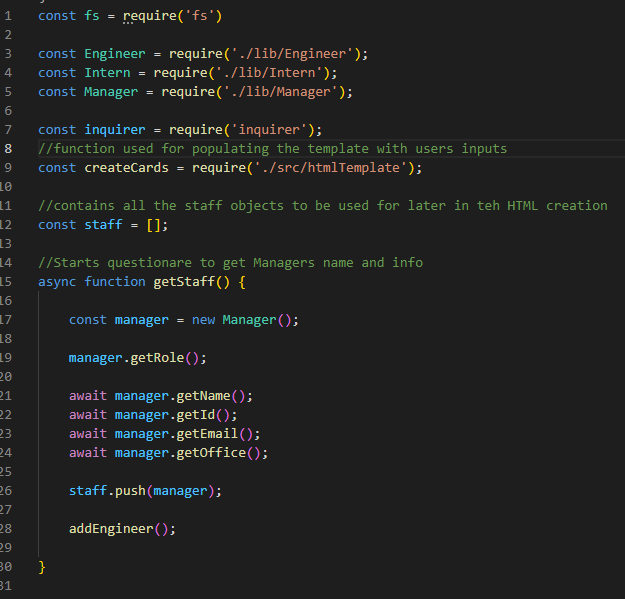 1 const fs = require('fs')
2
3 const Engineer = require('./lib/Engineer');
4 const Intern = require('./lib/Intern');
5 const Manager = require('./lib/Manager');
6
7 const inquirer = require('inquirer');
8 //function used for populating the template with users inputs
9 const createCards = require('./src/htmlTemplate');
10
11 //contains all the staff objects to be used for later in teh HTML creation
12 const staff = [];
13
14 //Starts questionare to get Managers name and info
15 async function getStaff() {
16
17 const manager = new Manager();
18
19 manager.getRole();
20
21 await manager.getName();
22 await manager.getId();
23 await manager.getEmail();
24 await manager.getOffice();
25
26 staff.push(manager);
27
28 addEngineer();
29
30 }
31